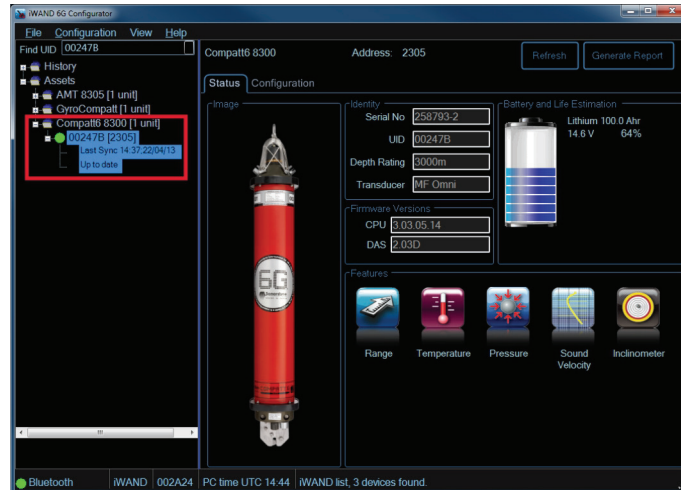 iWAND 6G Configurator
File Configuration View Help
Find UID 00247B
History
Assets
AMT 8305 [1 unit]
GyroCompatt [1 unit]
Compatt6 8300 [1 unit]
00247B [2305]
Last Sync 14:37,22/04/13
Up to date
Compatt6 8300 Address: 2305
Refresh Generate Report
Status Configuration
Image
6G
Identity
Serial No 258793-2
UID 00247B
Depth Rating 3000m
Transducer MF Omni
Firmware Versions
CPU 3.03.05.14
DAS 2.03D
Battery and Life Estimation
Lithium 100.0 Ahr
14.6 V 64%
Features
Range Temperature Pressure Sound Velocity Inclinometer
Bluetooth iWAND 002A24 PC time UTC 14:44 iWAND list, 3 devices found.